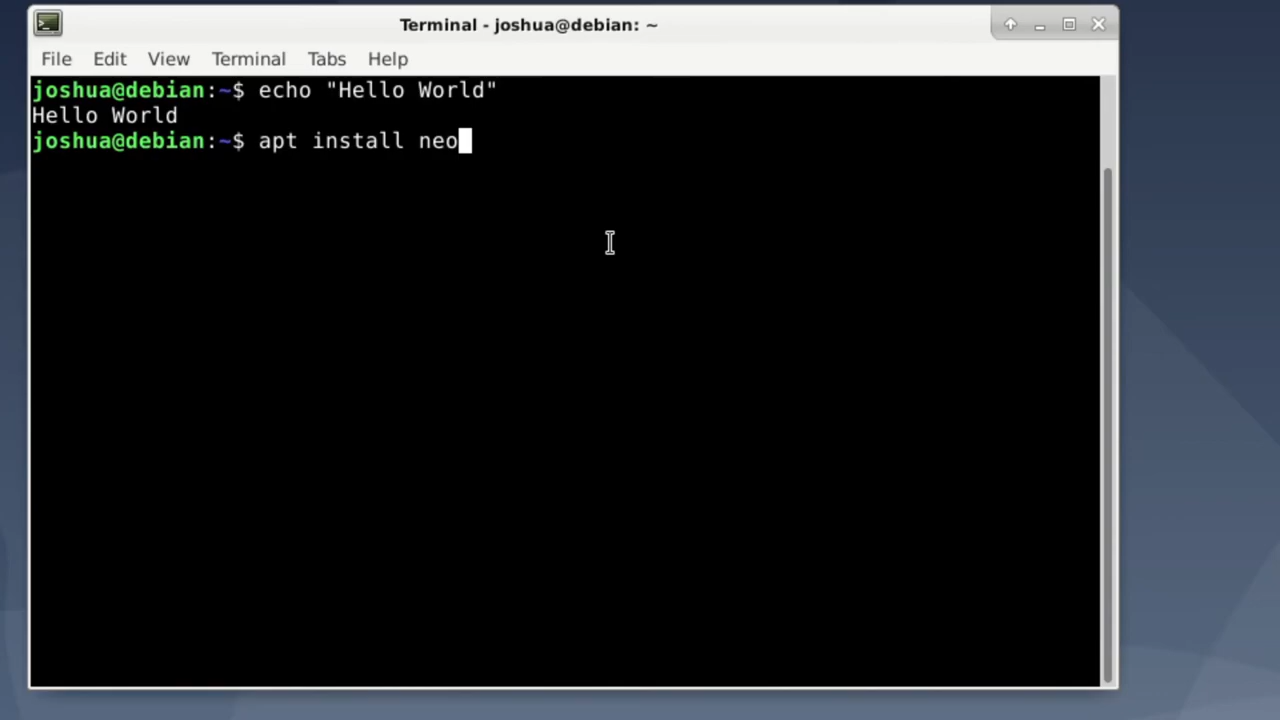 Terminal - joshua@debian: ~
File Edit View Terminal Tabs Help
joshua@debian:~$ echo "Hello World"
Hello World
joshua@debian:~$ apt install neo